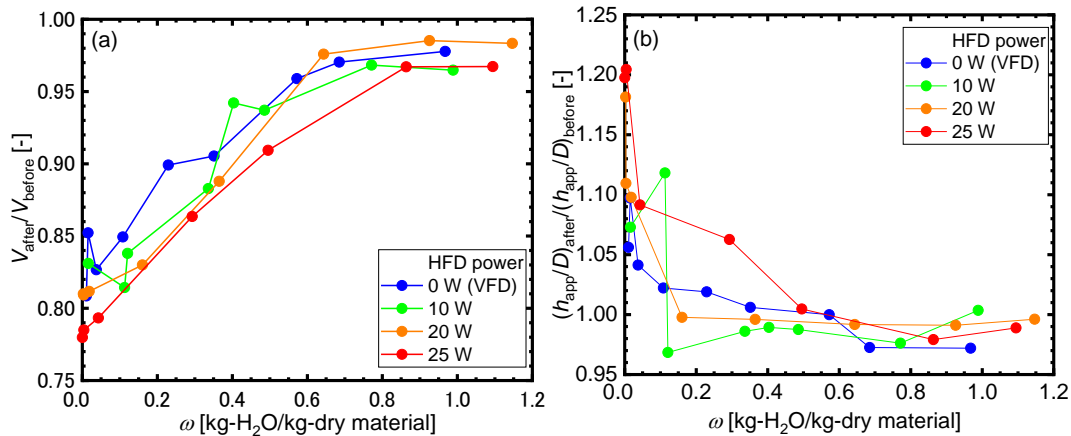 (a)
1.00
0.95
0.90
0.85
0.80
0.75
V_after/V_before [-]
HFD power
0 W (VFD)
10 W
20 W
25 W
0.0 0.2 0.4 0.6 0.8 1.0 1.2
ω [kg-H₂O/kg-dry material]
(b)
1.25
1.20
1.15
1.10
1.05
1.00
0.95
(h_app/D)_after/(h_app/D)_before [-]
HFD power
0 W (VFD)
10 W
20 W
25 W
0.0 0.2 0.4 0.6 0.8 1.0 1.2
ω [kg-H₂O/kg-dry material]